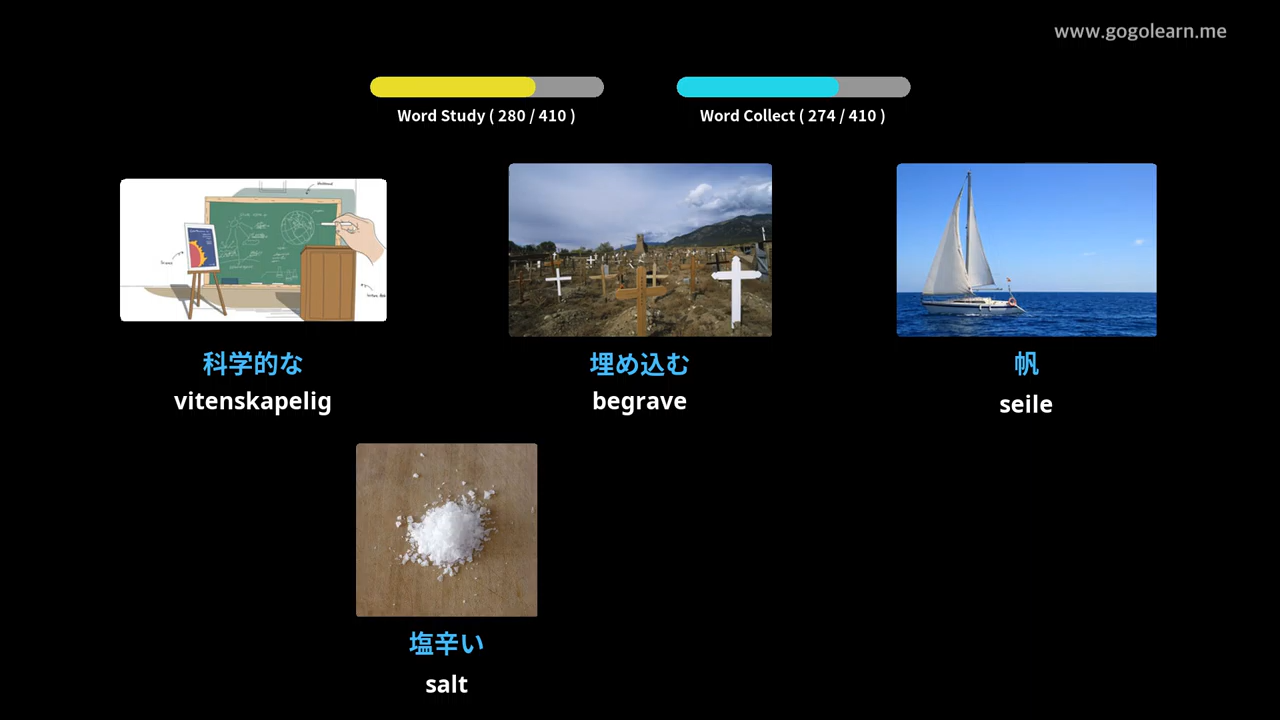 www.gogolearn.me
Word Study ( 280 / 410 )
Word Collect ( 274 / 410 )
科学的な
vitenskapelig
埋め込む
begrave
帆
seile
塩辛い
salt